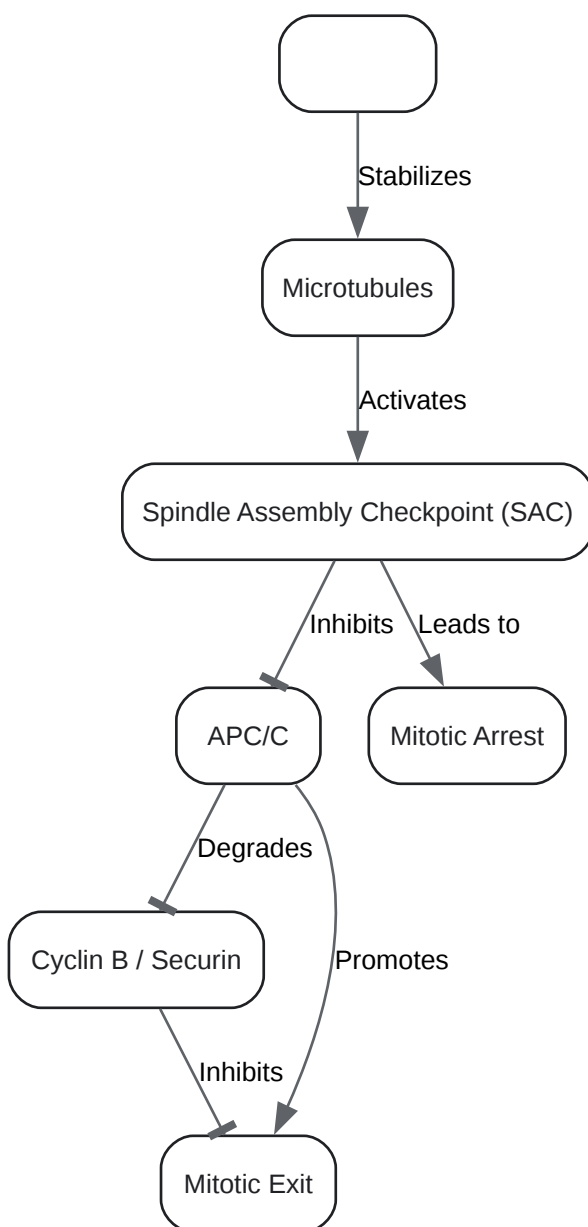 Stabilizes
Microtubules
Activates
Spindle Assembly Checkpoint (SAC)
Inhibits
Leads to
APC/C
Mitotic Arrest
Degrades
Cyclin B / Securin
Promotes
Inhibits
Mitotic Exit